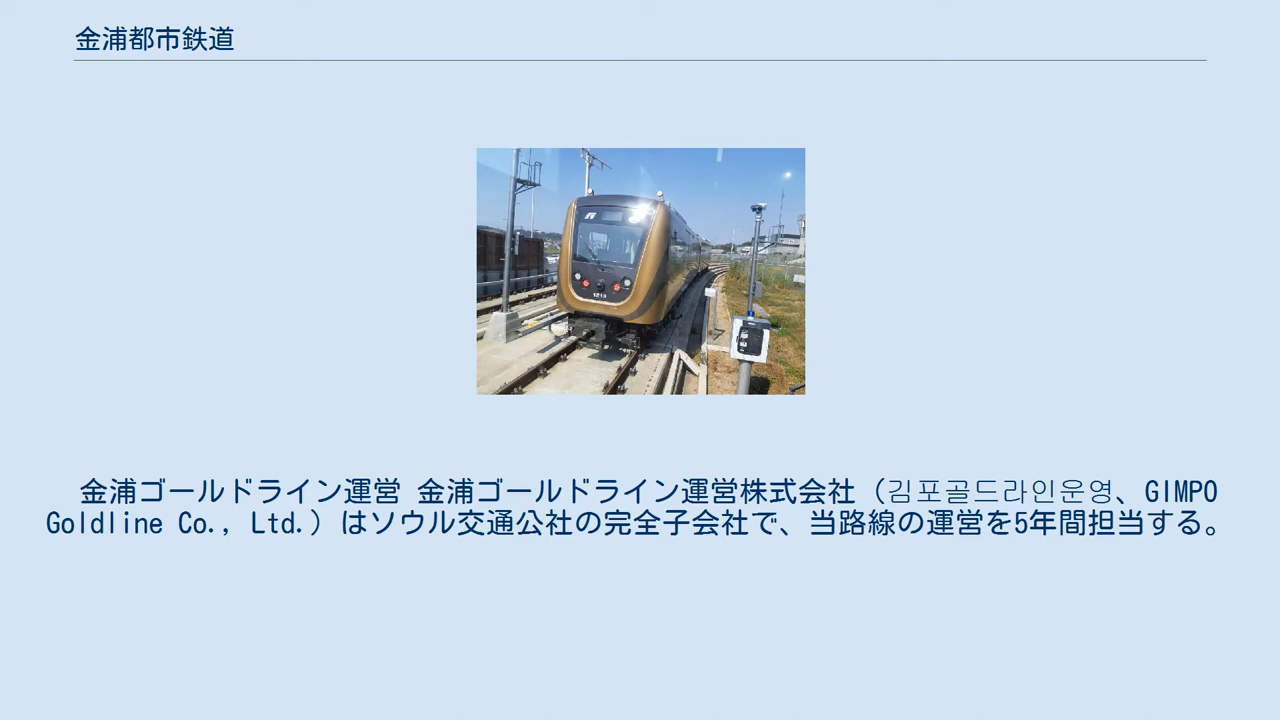 金浦都市鉄道
1213
金浦ゴールドライン運営 金浦ゴールドライン運営株式会社（김포골드라인운영、GIMPO
Goldline Co., Ltd.）はソウル交通公社の完全子会社で、当路線の運営を5年間担当する。